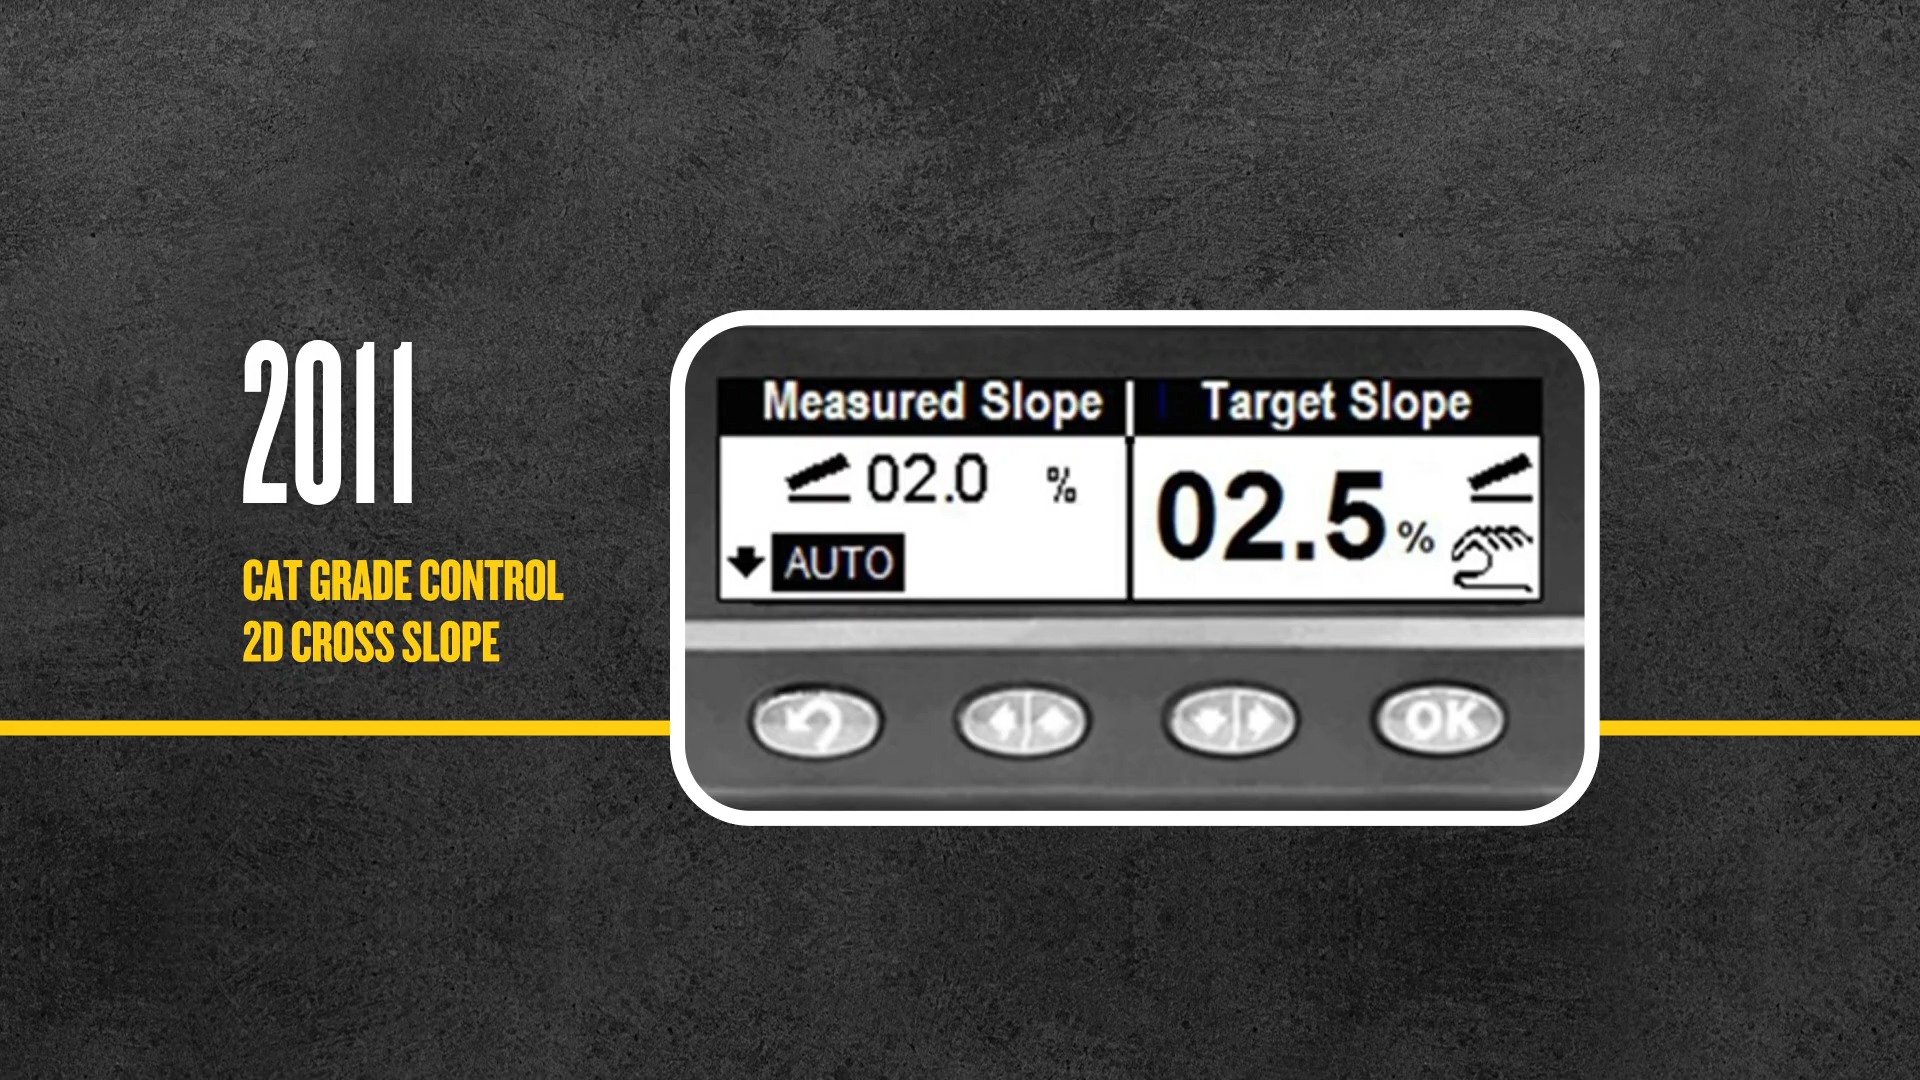 2011
CAT GRADE CONTROL
2D CROSS SLOPE
Measured Slope
Target Slope
02.0 %
02.5 %
AUTO
OK